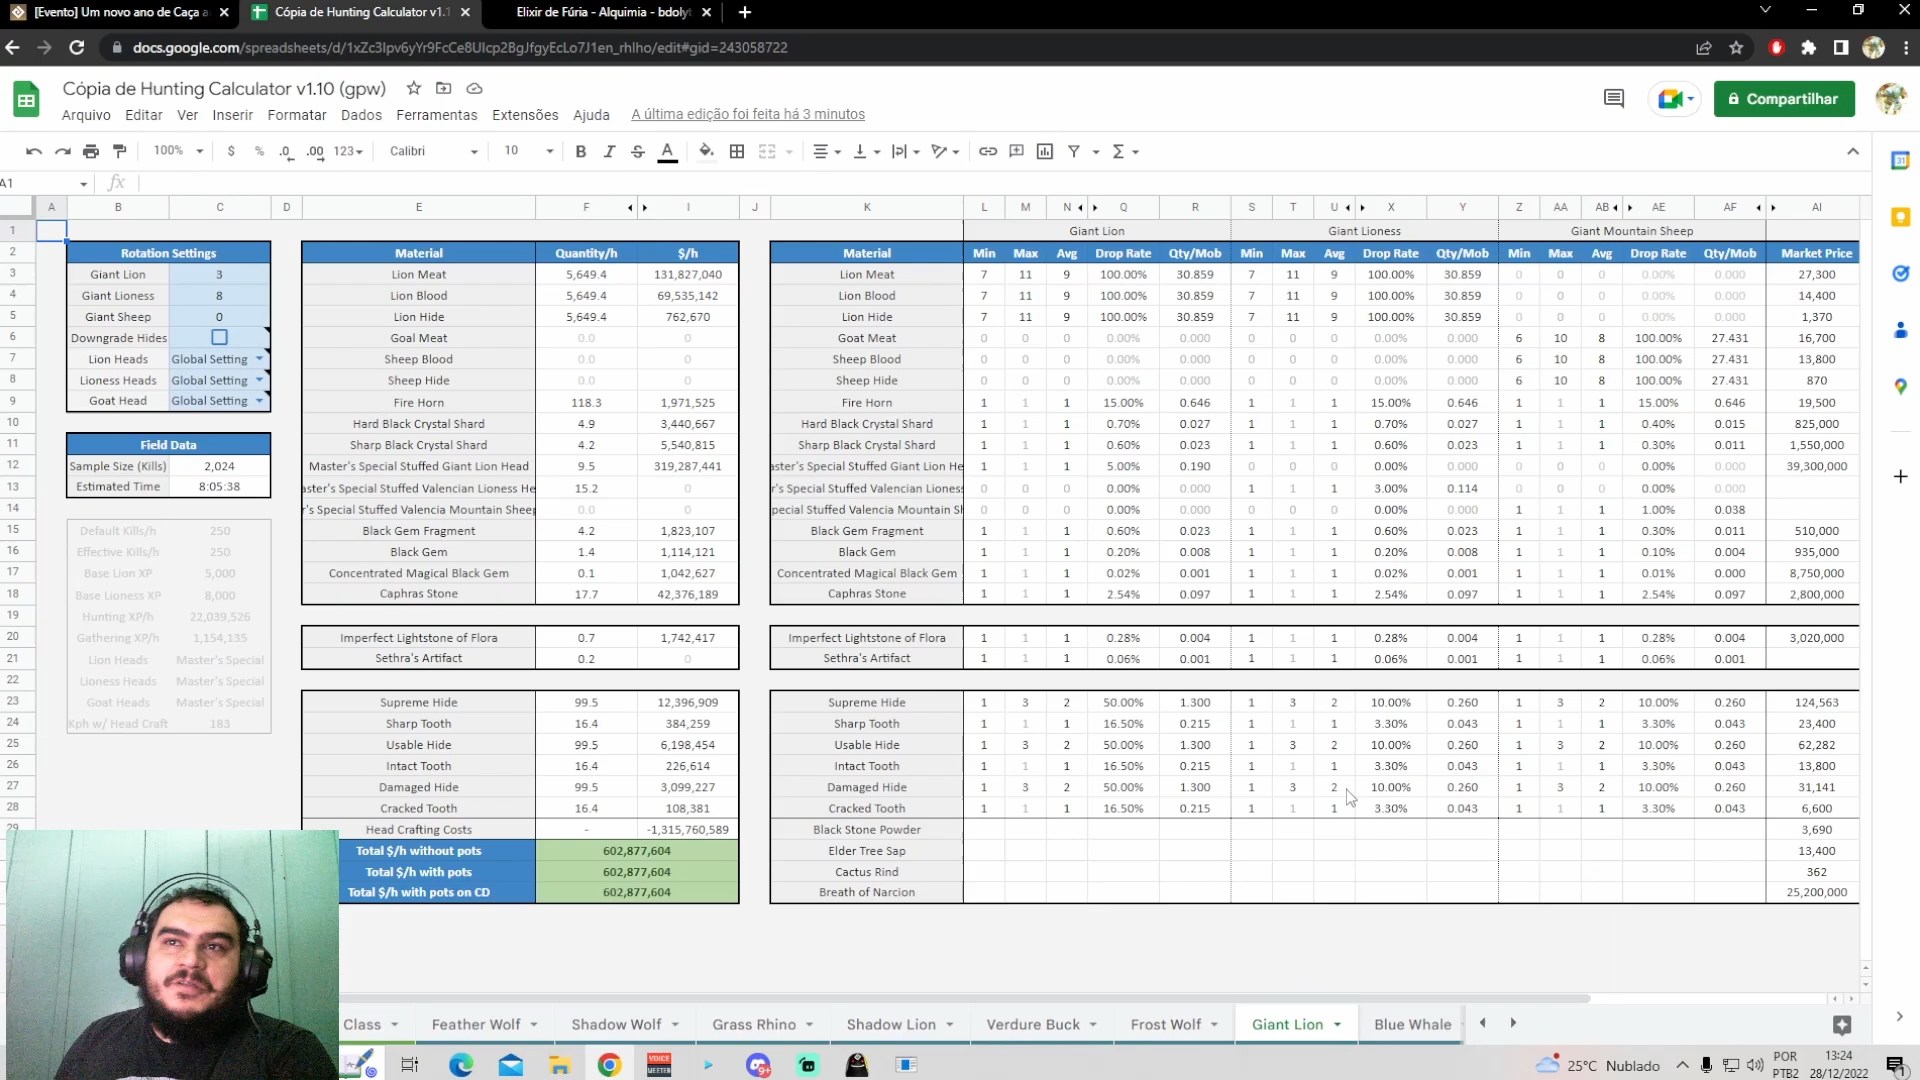 [Evento] Um novo ano de Caça a
Cópia de Hunting Calculator v1.1
Elixir de Fúria - Alquimia - bdolyt
docs.google.com/spreadsheets/d/1xZc3Ipv6yYr9FcCe8UIcp2BgJfgyEcLo7J1en_rhlho/edit#gid=243058722
Cópia de Hunting Calculator v1.10 (gpw)
Arquivo Editar Ver Inserir Formatar Dados Ferramentas Extensões Ajuda A última edição foi feita há 3 minutos
Compartilhar
100% $ % .0 .00 123 Calibri 10 B I S A
A1 fx
A B C D E F I J K L M N Q R S T U X Y Z AA AB AE AF AI
1 Giant Lion Giant Lioness Giant Mountain Sheep
2 Rotation Settings Material Quantity/h $/h Material Min Max Avg Drop Rate Qty/Mob Min Max Avg Drop Rate Qty/Mob Min Max Avg Drop Rate Qty/Mob Market Price
3 Giant Lion 3 Lion Meat 5,649.4 131,827,040 Lion Meat 7 11 9 100.00% 30.859 7 11 9 100.00% 30.859 0 0 0 0.00% 0.000 27,300
4 Giant Lioness 8 Lion Blood 5,649.4 69,535,142 Lion Blood 7 11 9 100.00% 30.859 7 11 9 100.00% 30.859 0 0 0 0.00% 0.000 14,400
5 Giant Sheep 0 Lion Hide 5,649.4 762,670 Lion Hide 7 11 9 100.00% 30.859 7 11 9 100.00% 30.859 0 0 0 0.00% 0.000 1,370
6 Downgrade Hides Goal Meat 0.0 0 Goat Meat 0 0 0 0.00% 0.000 0 0 0 0.00% 0.000 6 10 8 100.00% 27.431 16,700
7 Lion Heads Global Setting Sheep Blood 0.0 0 Sheep Blood 0 0 0 0.00% 0.000 0 0 0 0.00% 0.000 6 10 8 100.00% 27.431 13,800
8 Lioness Heads Global Setting Sheep Hide 0.0 0 Sheep Hide 0 0 0 0.00% 0.000 0 0 0 0.00% 0.000 6 10 8 100.00% 27.431 870
9 Goat Head Global Setting Fire Horn 118.3 1,971,525 Fire Horn 1 1 1 15.00% 0.646 1 1 1 15.00% 0.646 1 1 1 15.00% 0.646 19,500
10 Hard Black Crystal Shard 4.9 3,440,667 Hard Black Crystal Shard 1 1 1 0.70% 0.027 1 1 1 0.70% 0.027 1 1 1 0.40% 0.015 825,000
11 Field Data Sharp Black Crystal Shard 4.2 5,540,815 Sharp Black Crystal Shard 1 1 1 0.60% 0.023 1 1 1 0.60% 0.023 1 1 1 0.30% 0.011 1,550,000
12 Sample Size (Kills) 2,024 Master's Special Stuffed Giant Lion Head 9.5 319,287,441 aster's Special Stuffed Giant Lion He 1 1 1 5.00% 0.190 0 0 0 0.00% 0.000 0 0 0 0.00% 0.000 39,300,000
13 Estimated Time 8:05:38 aster's Special Stuffed Valencian Lioness He 15.2 0 r's Special Stuffed Valencian Lioness 0 0 0 0.00% 0.000 1 1 1 3.00% 0.114 0 0 0 0.00% 0.000
14 r's Special Stuffed Valencia Mountain Sheep 0.0 0 pecial Stuffed Valencia Mountain Sh 0 0 0 0.00% 0.000 0 0 0 0.00% 0.000 1 1 1 1.00% 0.038
15 Default Kills/h 250 Black Gem Fragment 4.2 1,823,107 Black Gem Fragment 1 1 1 0.60% 0.023 1 1 1 0.60% 0.023 1 1 1 0.30% 0.011 510,000
16 Effective Kills/h 250 Black Gem 1.4 1,114,121 Black Gem 1 1 1 0.20% 0.008 1 1 1 0.20% 0.008 1 1 1 0.10% 0.004 935,000
17 Base Lion XP 5,000 Concentrated Magical Black Gem 0.1 1,042,627 Concentrated Magical Black Gem 1 1 1 0.02% 0.001 1 1 1 0.02% 0.001 1 1 1 0.01% 0.000 8,750,000
18 Base Lioness XP 8,000 Caphras Stone 17.7 42,376,189 Caphras Stone 1 1 1 2.54% 0.097 1 1 1 2.54% 0.097 1 1 1 2.54% 0.097 2,800,000
19 Hunting XP/h 22,039,526
20 Gathering XP/h 1,154,135 Imperfect Lightstone of Flora 0.7 1,742,417 Imperfect Lightstone of Flora 1 1 1 0.28% 0.004 1 1 1 0.28% 0.004 1 1 1 0.28% 0.004 3,020,000
21 Lion Heads Master's Special Sethra's Artifact 0.2 0 Sethra's Artifact 1 1 1 0.06% 0.001 1 1 1 0.06% 0.001 1 1 1 0.06% 0.001
22 Lioness Heads Master's Special
23 Goat Heads Master's Special Supreme Hide 99.5 12,396,909 Supreme Hide 1 3 2 50.00% 1.300 1 3 2 10.00% 0.260 1 3 2 10.00% 0.260 124,563
24 Kph w/ Head Craft 183 Sharp Tooth 16.4 384,259 Sharp Tooth 1 1 1 16.50% 0.215 1 1 1 3.30% 0.043 1 1 1 3.30% 0.043 23,400
25 Usable Hide 99.5 6,198,454 Usable Hide 1 3 2 50.00% 1.300 1 3 2 10.00% 0.260 1 3 2 10.00% 0.260 62,282
26 Intact Tooth 16.4 226,614 Intact Tooth 1 1 1 16.50% 0.215 1 1 1 3.30% 0.043 1 1 1 3.30% 0.043 13,800
27 Damaged Hide 99.5 3,099,227 Damaged Hide 1 3 2 50.00% 1.300 1 3 2 10.00% 0.260 1 3 2 10.00% 0.260 31,141
28 Cracked Tooth 16.4 108,381 Cracked Tooth 1 1 1 16.50% 0.215 1 1 1 3.30% 0.043 1 1 1 3.30% 0.043 6,600
29 Head Crafting Costs - -1,315,760,589 Black Stone Powder 3,690
Total $/h without pots 602,877,604 Elder Tree Sap 13,400
Total $/h with pots 602,877,604 Cactus Rind 362
Total $/h with pots on CD 602,877,604 Breath of Narcion 25,200,000
Class Feather Wolf Shadow Wolf Grass Rhino Shadow Lion Verdure Buck Frost Wolf Giant Lion Blue Whale
VOICE MEETER 9+ 25°C Nublado POR 13:24
PTB2 28/12/2022 1